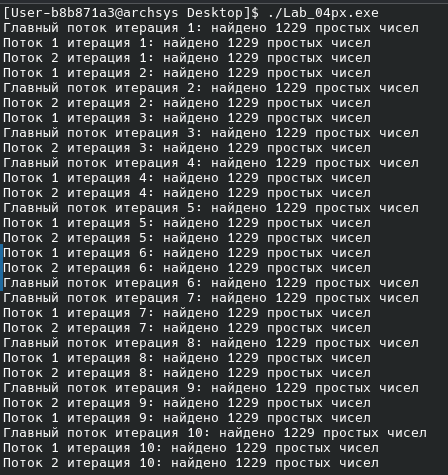 [User-b8b871a3@archsys Desktop]$ ./Lab_04px.exe
Главный поток итерация 1: найдено 1229 простых чисел
Поток 1 итерация 1: найдено 1229 простых чисел
Поток 2 итерация 1: найдено 1229 простых чисел
Поток 1 итерация 2: найдено 1229 простых чисел
Главный поток итерация 2: найдено 1229 простых чисел
Поток 2 итерация 2: найдено 1229 простых чисел
Поток 1 итерация 3: найдено 1229 простых чисел
Главный поток итерация 3: найдено 1229 простых чисел
Поток 2 итерация 3: найдено 1229 простых чисел
Главный поток итерация 4: найдено 1229 простых чисел
Поток 1 итерация 4: найдено 1229 простых чисел
Поток 2 итерация 4: найдено 1229 простых чисел
Главный поток итерация 5: найдено 1229 простых чисел
Поток 1 итерация 5: найдено 1229 простых чисел
Поток 2 итерация 5: найдено 1229 простых чисел
Поток 1 итерация 6: найдено 1229 простых чисел
Поток 2 итерация 6: найдено 1229 простых чисел
Главный поток итерация 6: найдено 1229 простых чисел
Главный поток итерация 7: найдено 1229 простых чисел
Поток 1 итерация 7: найдено 1229 простых чисел
Поток 2 итерация 7: найдено 1229 простых чисел
Главный поток итерация 8: найдено 1229 простых чисел
Поток 1 итерация 8: найдено 1229 простых чисел
Поток 2 итерация 8: найдено 1229 простых чисел
Главный поток итерация 9: найдено 1229 простых чисел
Поток 2 итерация 9: найдено 1229 простых чисел
Поток 1 итерация 9: найдено 1229 простых чисел
Главный поток итерация 10: найдено 1229 простых чисел
Поток 1 итерация 10: найдено 1229 простых чисел
Поток 2 итерация 10: найдено 1229 простых чисел